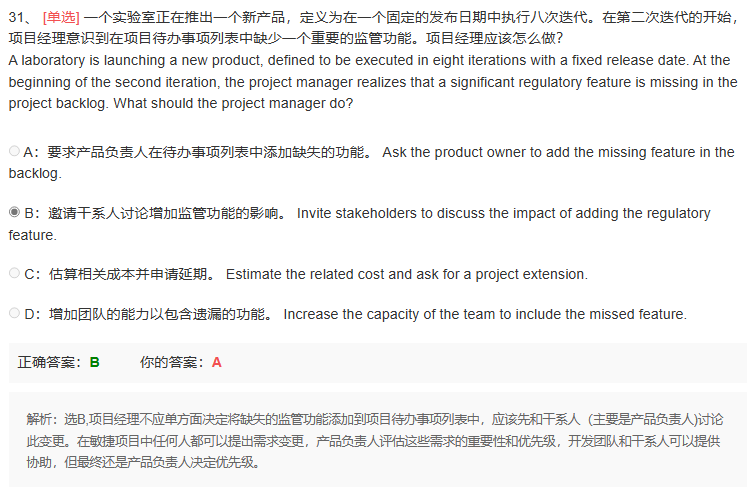 31、 [单选] 一个实验室正在推出一个新产品，定义为在一个固定的发布日期中执行八次迭代。在第二次迭代的开始，
项目经理意识到在项目待办事项列表中缺少一个重要的监管功能。项目经理应该怎么做？
A laboratory is launching a new product, defined to be executed in eight iterations with a fixed release date. At the
beginning of the second iteration, the project manager realizes that a significant regulatory feature is missing in the
project backlog. What should the project manager do?
A：要求产品负责人在待办事项列表中添加缺失的功能。 Ask the product owner to add the missing feature in the
backlog.
B：邀请干系人讨论增加监管功能的影响。 Invite stakeholders to discuss the impact of adding the regulatory
feature.
C：估算相关成本并申请延期。 Estimate the related cost and ask for a project extension.
D：增加团队的能力以包含遗漏的功能。 Increase the capacity of the team to include the missed feature.
正确答案：B 你的答案：A
解析：选B,项目经理不应单方面决定将缺失的监管功能添加到项目待办事项列表中，应该先和干系人（主要是产品负责人)讨论
此变更。在敏捷项目中任何人都可以提出需求变更，产品负责人评估这些需求的重要性和优先级，开发团队和干系人可以提供
协助，但最终还是产品负责人决定优先级。